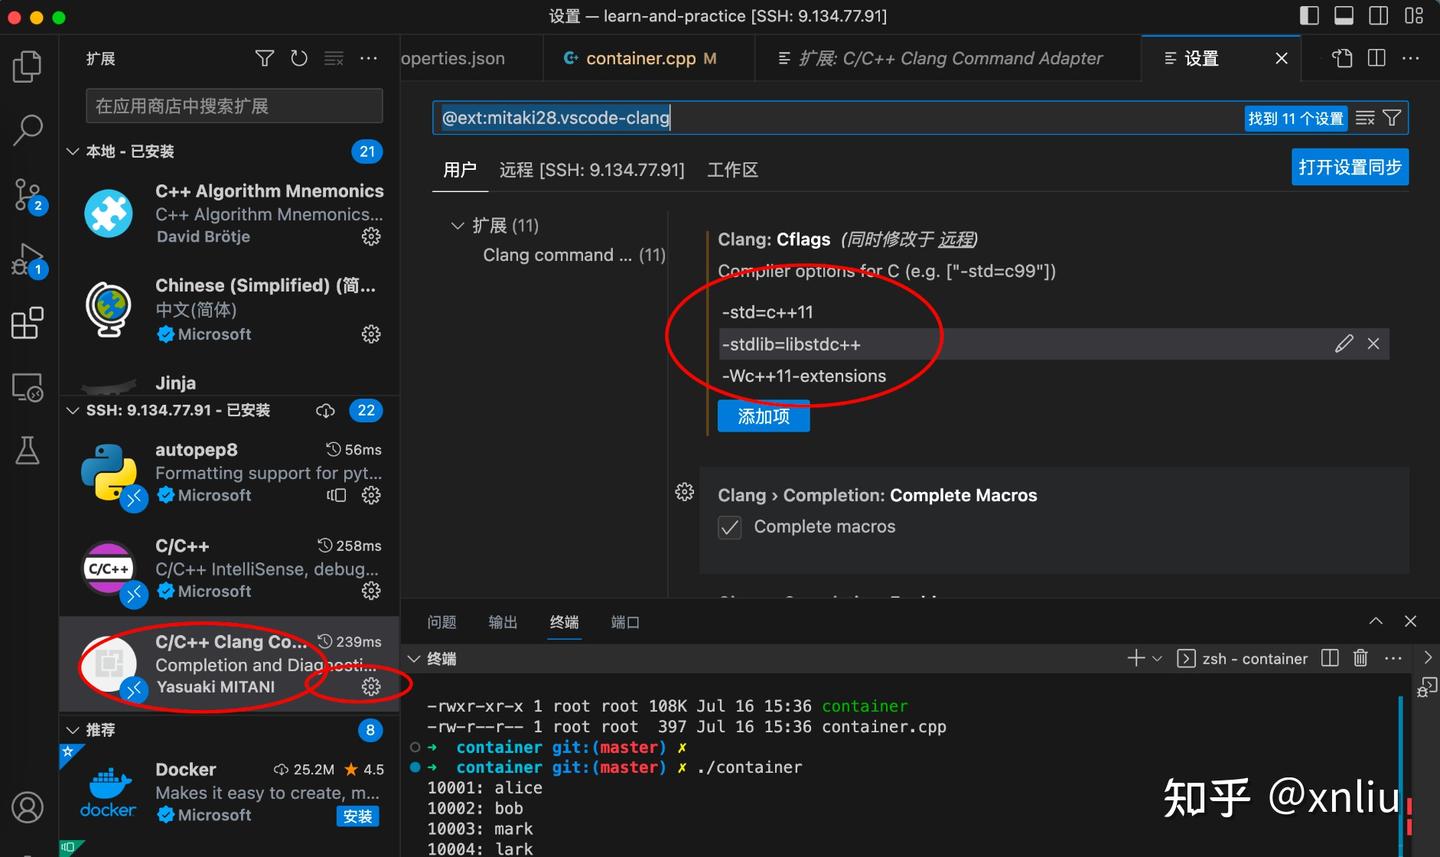 设置 — learn-and-practice [SSH: 9.134.77.91]
扩展
operties.json
container.cpp M
扩展: C/C++ Clang Command Adapter
设置
在应用商店中搜索扩展
@ext:mitaki28.vscode-clang
找到 11 个设置
本地 - 已安装
21
用户
远程 [SSH: 9.134.77.91]
工作区
打开设置同步
C++ Algorithm Mnemonics
C++ Algorithm Mnemonics...
David Brötje
2
扩展 (11)
Clang command ... (11)
Clang: Cflags (同时修改于 远程)
Compiler options for C (e.g. ["-std=c99"])
1
Chinese (Simplified) (简...
中文(简体)
Microsoft
-std=c++11
-stdlib=libstdc++
-Wc++11-extensions
添加项
Jinja
SSH: 9.134.77.91 - 已安装
22
autopep8
56ms
Formatting support for pyt...
Microsoft
Clang › Completion: Complete Macros
Complete macros
C/C++
258ms
C/C++
C/C++ IntelliSense, debug...
Microsoft
问题
输出
终端
端口
C/C++ Clang Co...
239ms
Completion and Diagnosti...
Yasuaki MITANI
终端
zsh - container
-rwxr-xr-x 1 root root 108K Jul 16 15:36 container
-rw-r--r-- 1 root root  397 Jul 16 15:36 container.cpp
➜  container git:(master) ✗
➜  container git:(master) ✗ ./container
10001: alice
10002: bob
10003: mark
10004: lark
推荐
8
Docker
25.2M
4.5
docker
Makes it easy to create, m...
Microsoft
安装
知乎 @xnliu